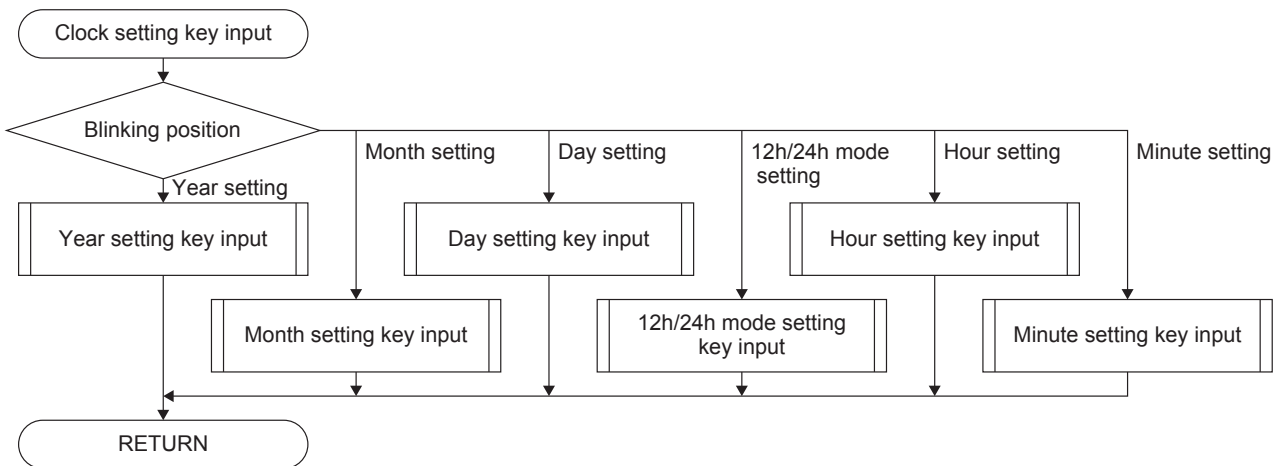 Clock setting key input
Blinking position
Month setting
Day setting
12h/24h mode
setting
Hour setting
Minute setting
Year setting
Year setting key input
Day setting key input
Hour setting key input
Month setting key input
12h/24h mode setting
key input
Minute setting key input
RETURN